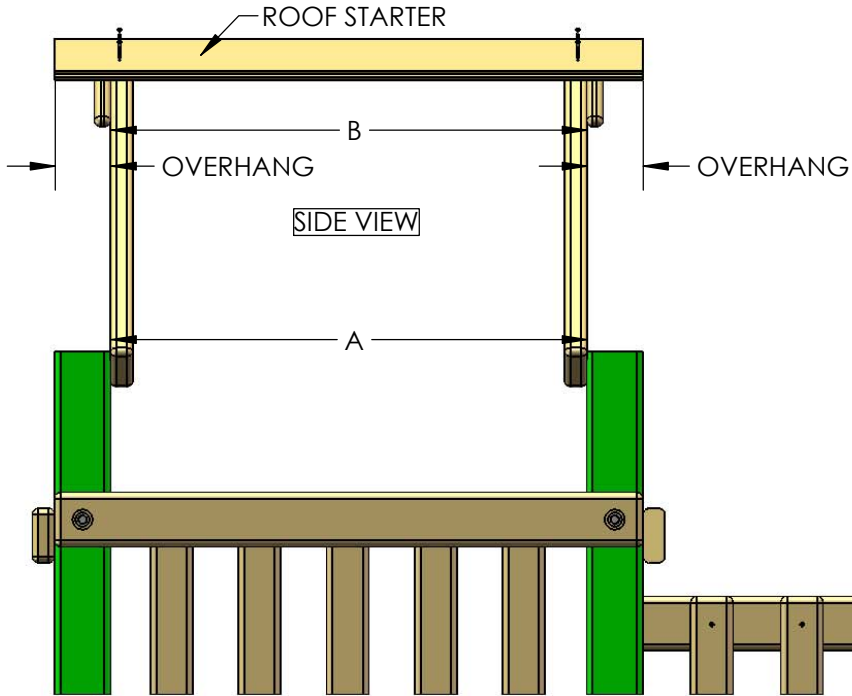 ROOF STARTER
B
OVERHANG
OVERHANG
SIDE VIEW
A